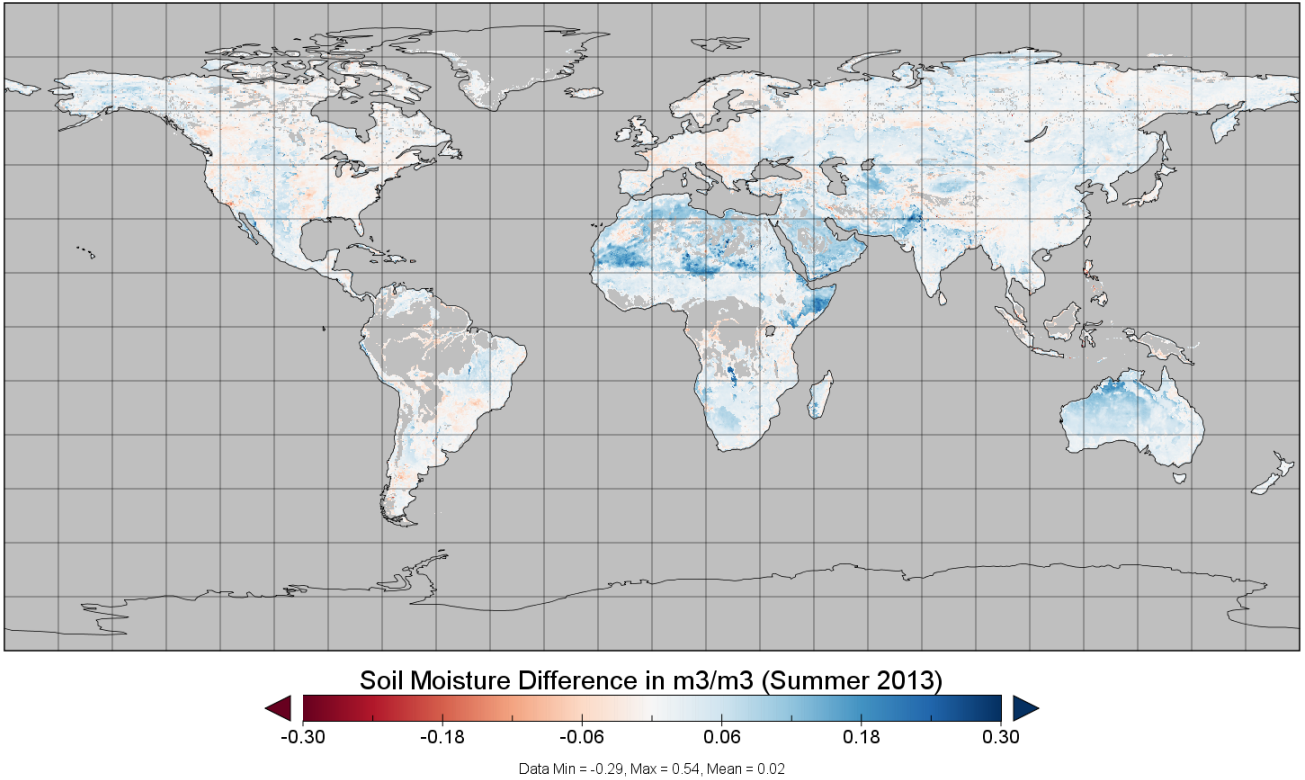 Soil Moisture Difference in m3/m3 (Summer 2013)
-0.30 -0.18 -0.06 0.06 0.18 0.30
Data Min = -0.29, Max = 0.54, Mean = 0.02